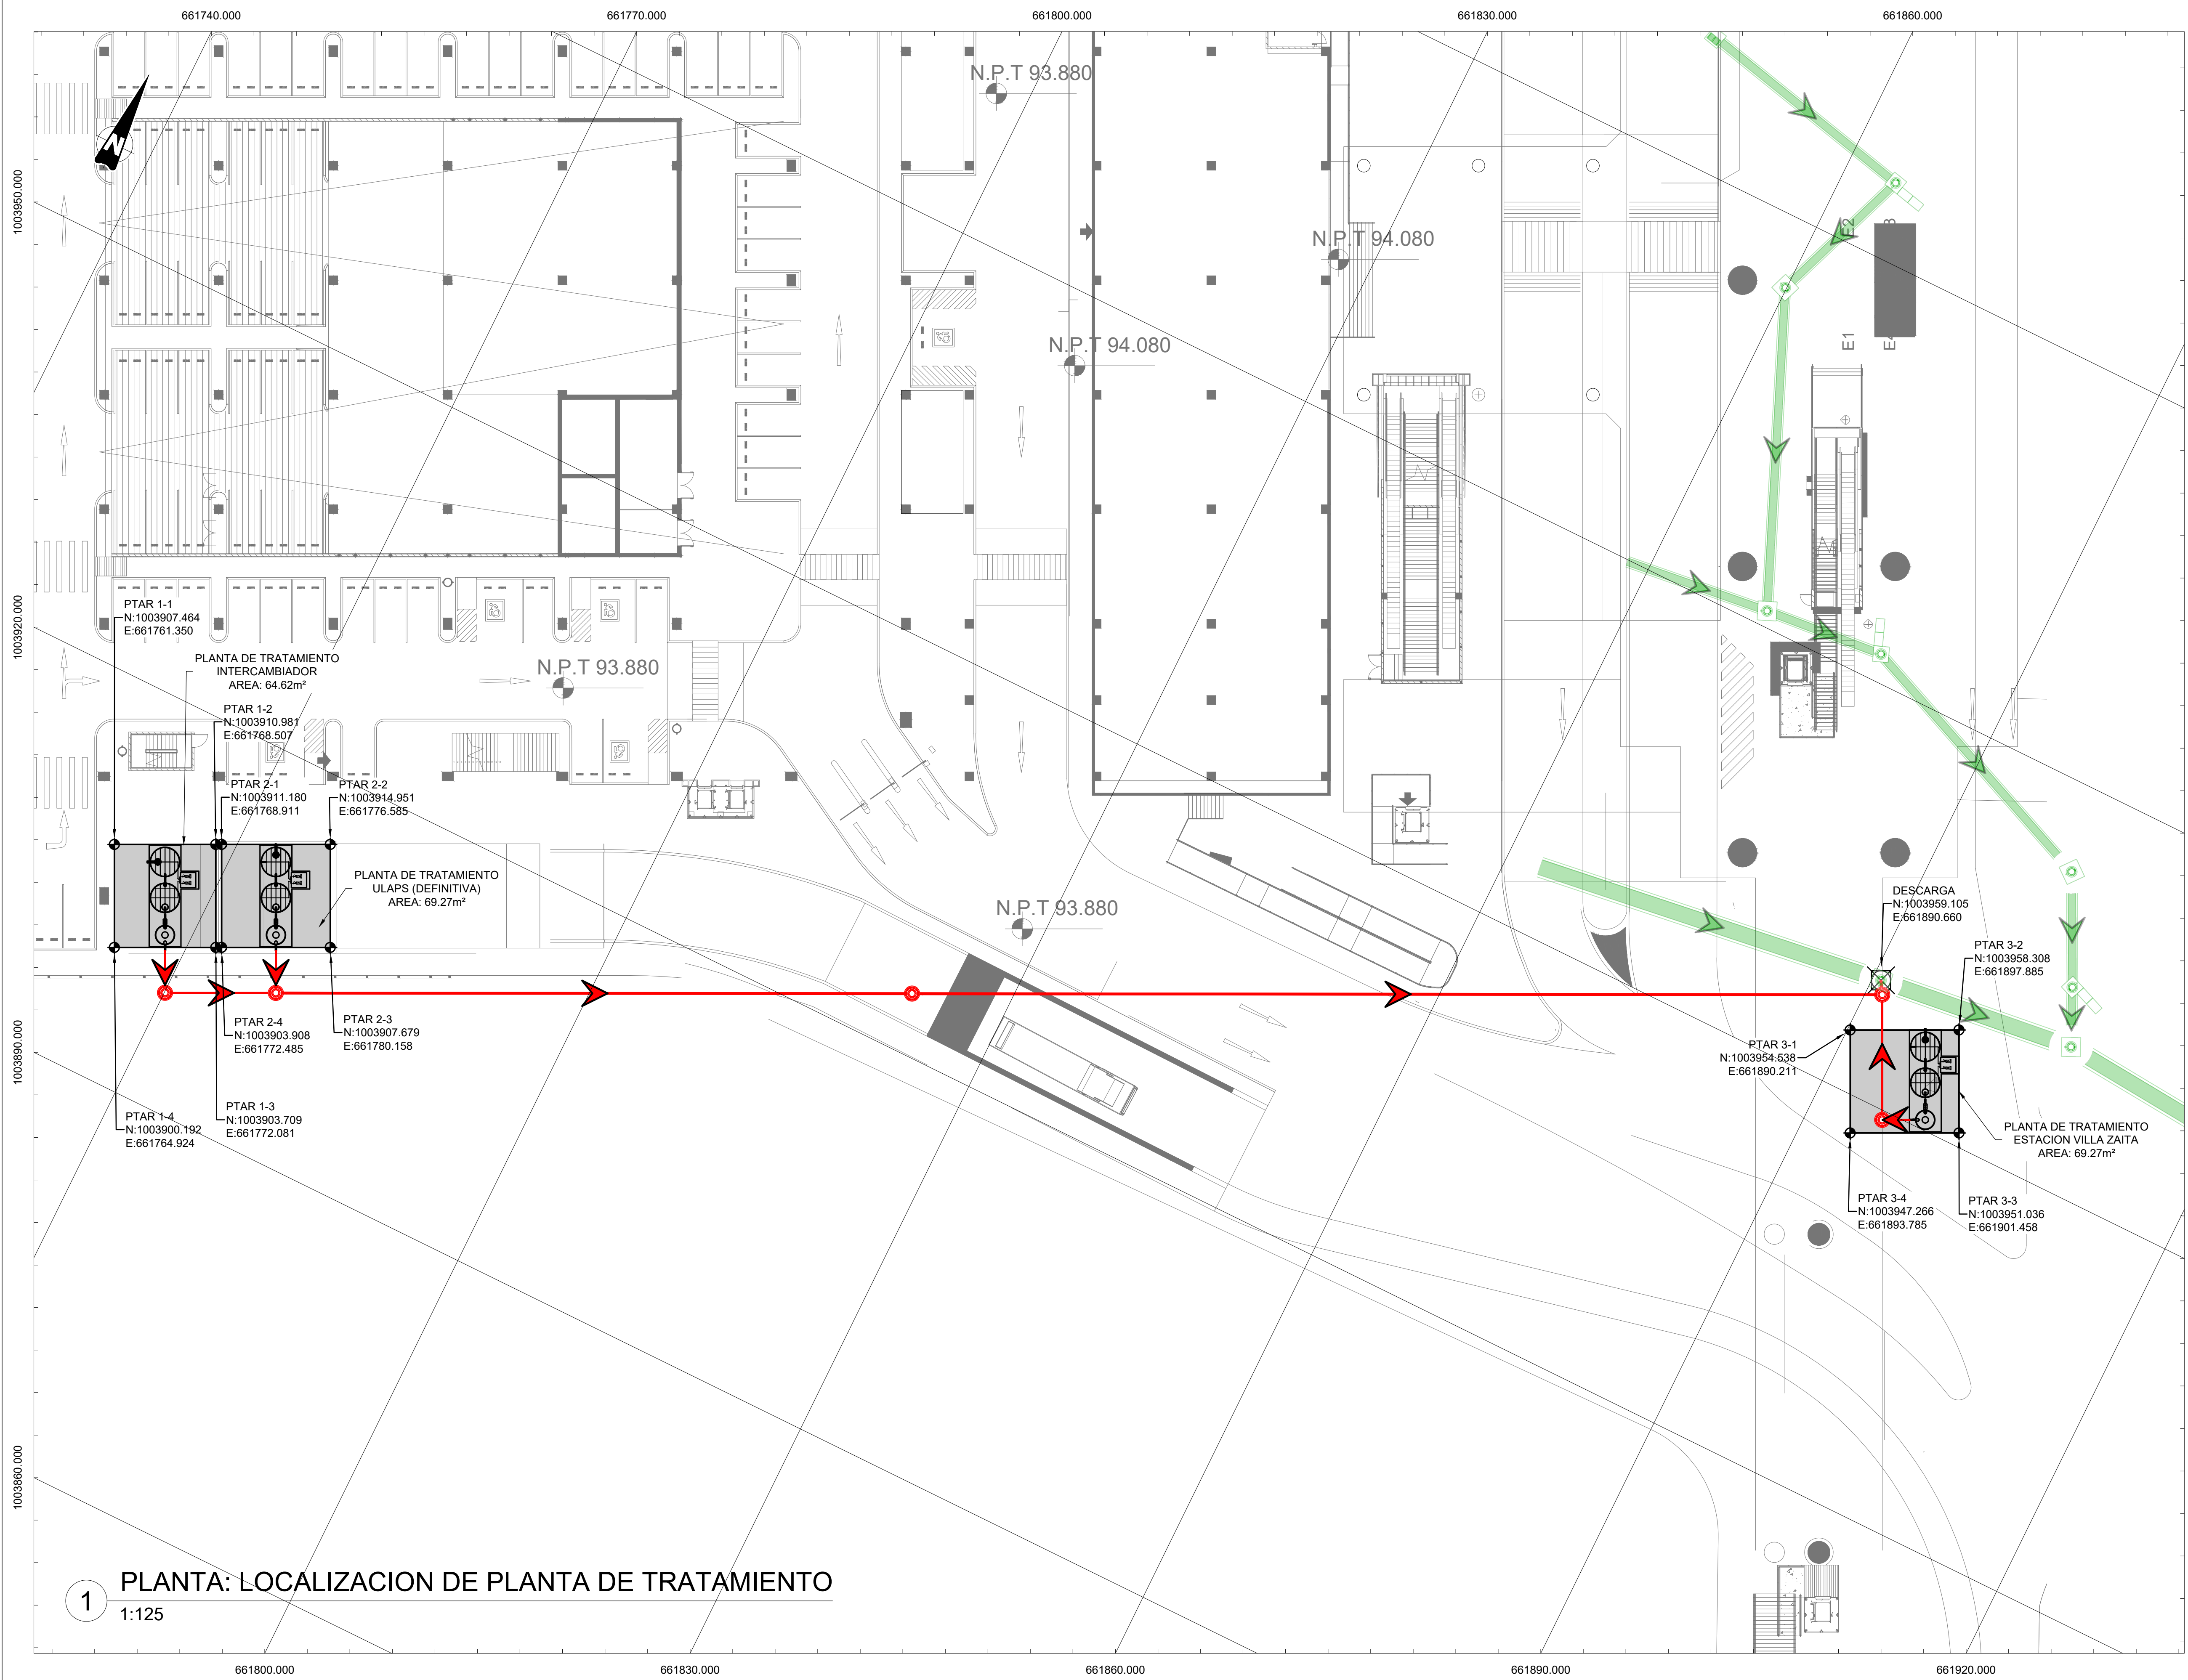 661740.000
661770.000
661800.000
661830.000
661860.000
N
1003950.000
1003920.000
1003890.000
1003860.000
N.P.T 93.880
N.P.T 94.080
N.P.T 94.080
E2
E1
PTAR 1-1
N:1003907.464
E:661761.350
PLANTA DE TRATAMIENTO
INTERCAMBIADOR
AREA: 64.62m²
N.P.T 93.880
PTAR 1-2
N:1003910.981
E:661768.507
PTAR 2-1
N:1003911.180
E:661768.911
PTAR 2-2
N:1003914.951
E:661776.585
PLANTA DE TRATAMIENTO
ULAPS (DEFINITIVA)
AREA: 69.27m²
N.P.T 93.880
DESCARGA
N:1003959.105
E:661890.660
PTAR 3-2
N:1003958.308
E:661897.885
PTAR 2-4
N:1003903.908
E:661772.485
PTAR 2-3
N:1003907.679
E:661780.158
PTAR 3-1
N:1003954.538
E:661890.211
PTAR 1-4
N:1003900.192
E:661764.924
PTAR 1-3
N:1003903.709
E:661772.081
PLANTA DE TRATAMIENTO
ESTACION VILLA ZAITA
AREA: 69.27m²
PTAR 3-4
N:1003947.266
E:661893.785
PTAR 3-3
N:1003951.036
E:661901.458
1
PLANTA: LOCALIZACION DE PLANTA DE TRATAMIENTO
1:125
661800.000
661830.000
661860.000
661890.000
661920.000